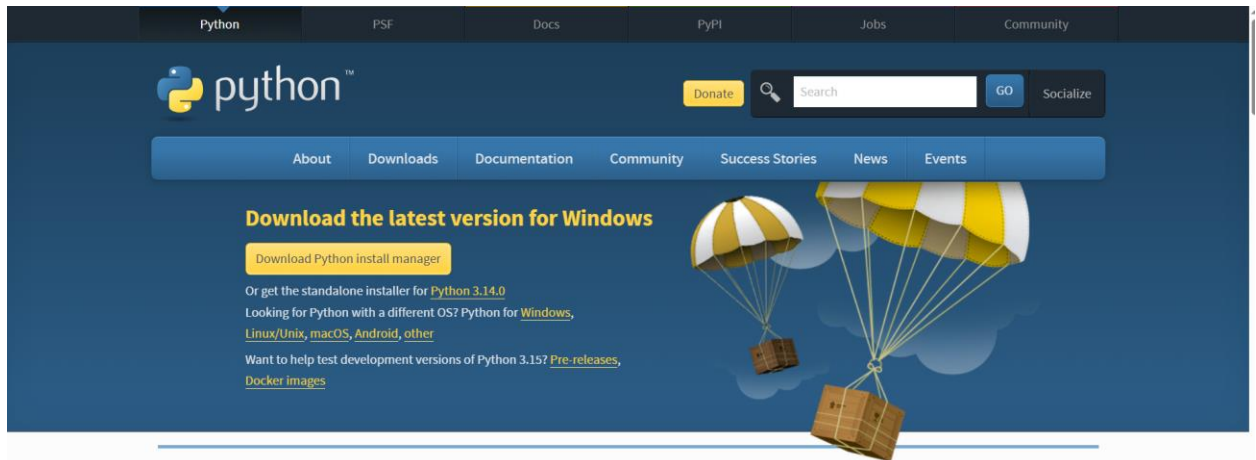 Python PSF Docs PyPI Jobs Community
python™
Donate Search GO Socialize
About Downloads Documentation Community Success Stories News Events
Download the latest version for Windows
Download Python install manager
Or get the standalone installer for Python 3.14.0
Looking for Python with a different OS? Python for Windows,
Linux/Unix, macOS, Android, other
Want to help test development versions of Python 3.15? Pre-releases,
Docker images